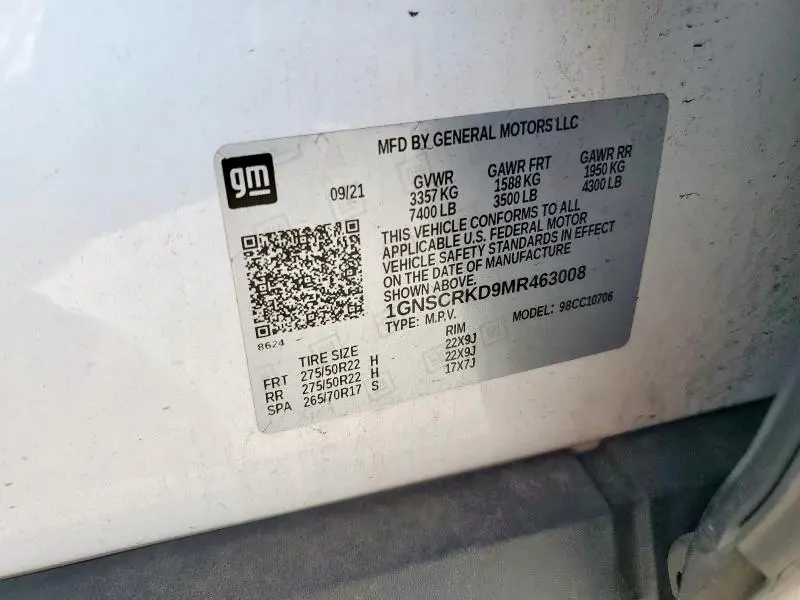 MFD BY GENERAL MOTORS LLC
gm
09/21
GVWR GAWR FRT GAWR RR
3357 KG 1588 KG 1950 KG
7400 LB 3500 LB 4300 LB
THIS VEHICLE CONFORMS TO ALL
APPLICABLE U.S. FEDERAL MOTOR
VEHICLE SAFETY STANDARDS IN EFFECT
ON THE DATE OF MANUFACTURE
SHOWN ABOVE.
1GNSCRKD9MR463008
TYPE: M.P.V. MODEL: 98CC10706
8624
TIRE SIZE RIM
FRT 275/50R22 H 22X9J
RR 275/50R22 H 22X9J
SPA 265/70R17 S 17X7J